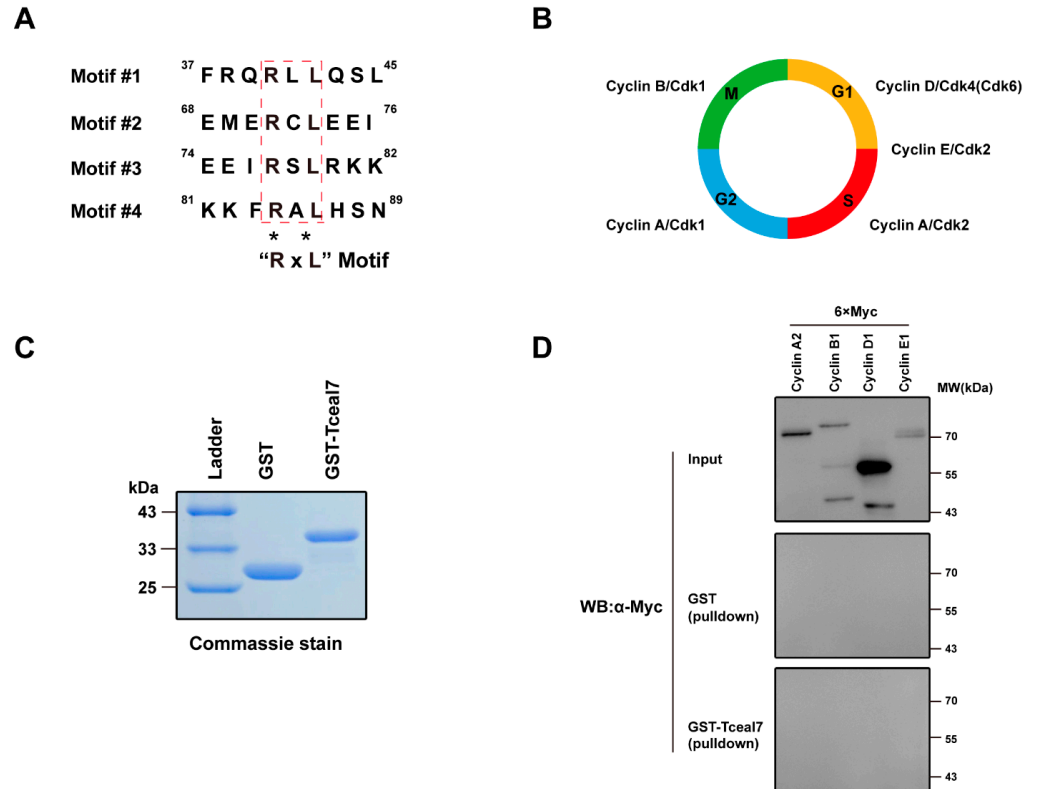 A
Motif #1 37 F R Q R L L Q S L 45
Motif #2 68 E M E R C L E E I 76
Motif #3 74 E E I R S L R K K 82
Motif #4 81 K K F R A L H S N 89
* *
“R x L” Motif
B
Cyclin B/Cdk1
M
G1
Cyclin D/Cdk4(Cdk6)
Cyclin E/Cdk2
G2
S
Cyclin A/Cdk1
Cyclin A/Cdk2
C
Ladder
GST
GST-Tceal7
kDa
43
33
25
Commassie stain
D
6×Myc
Cyclin A2
Cyclin B1
Cyclin D1
Cyclin E1
MW(kDa)
WB:α-Myc
Input
70
55
43
GST
(pulldown)
70
55
43
GST-Tceal7
(pulldown)
70
55
43